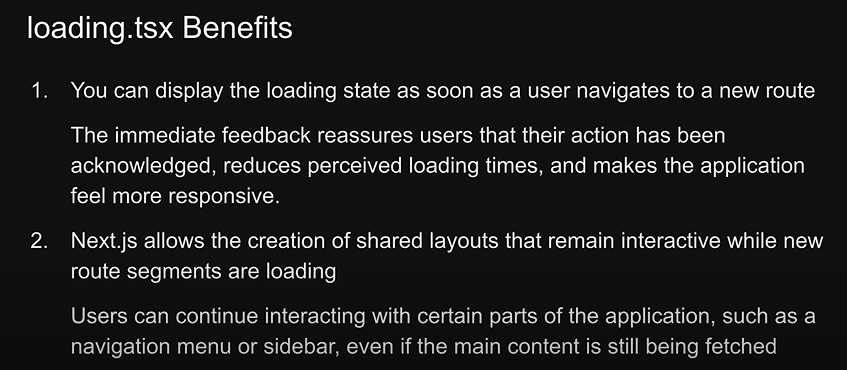 loading.tsx Benefits
1. You can display the loading state as soon as a user navigates to a new route
The immediate feedback reassures users that their action has been
acknowledged, reduces perceived loading times, and makes the application
feel more responsive.
2. Next.js allows the creation of shared layouts that remain interactive while new
route segments are loading
Users can continue interacting with certain parts of the application, such as a
navigation menu or sidebar, even if the main content is still being fetched